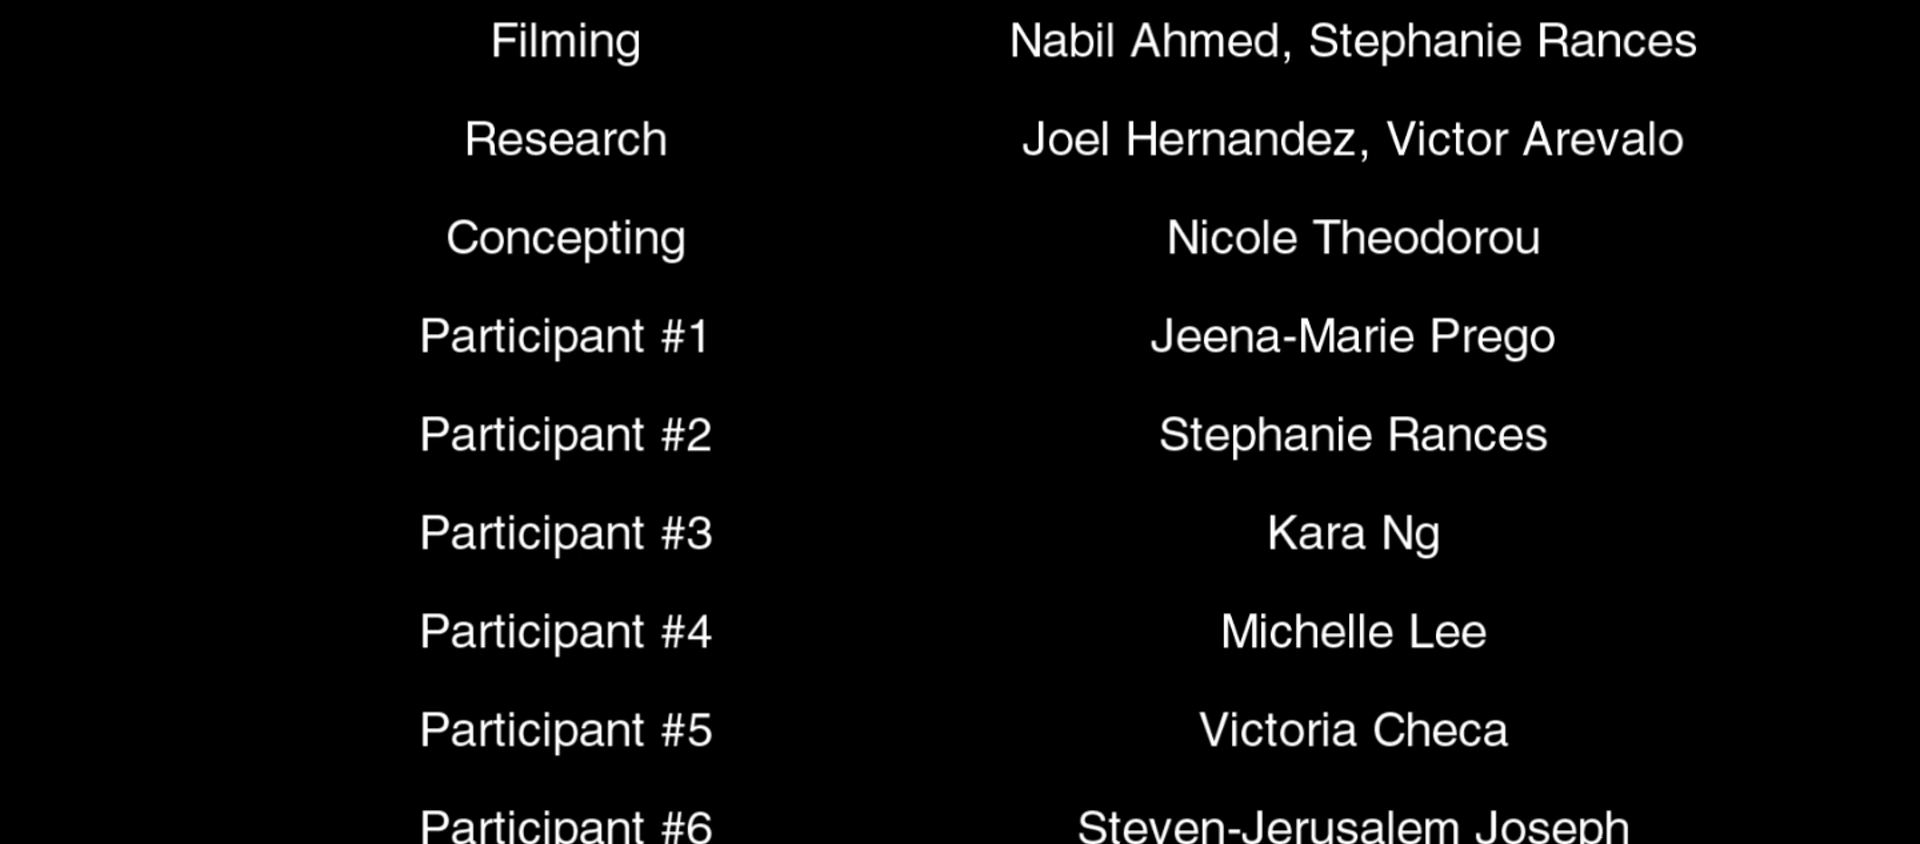 Filming Nabil Ahmed, Stephanie Rances
Research Joel Hernandez, Victor Arevalo
Concepting Nicole Theodorou
Participant #1 Jeena-Marie Prego
Participant #2 Stephanie Rances
Participant #3 Kara Ng
Participant #4 Michelle Lee
Participant #5 Victoria Checa
Participant #6 Steven-Jerusalem Joseph